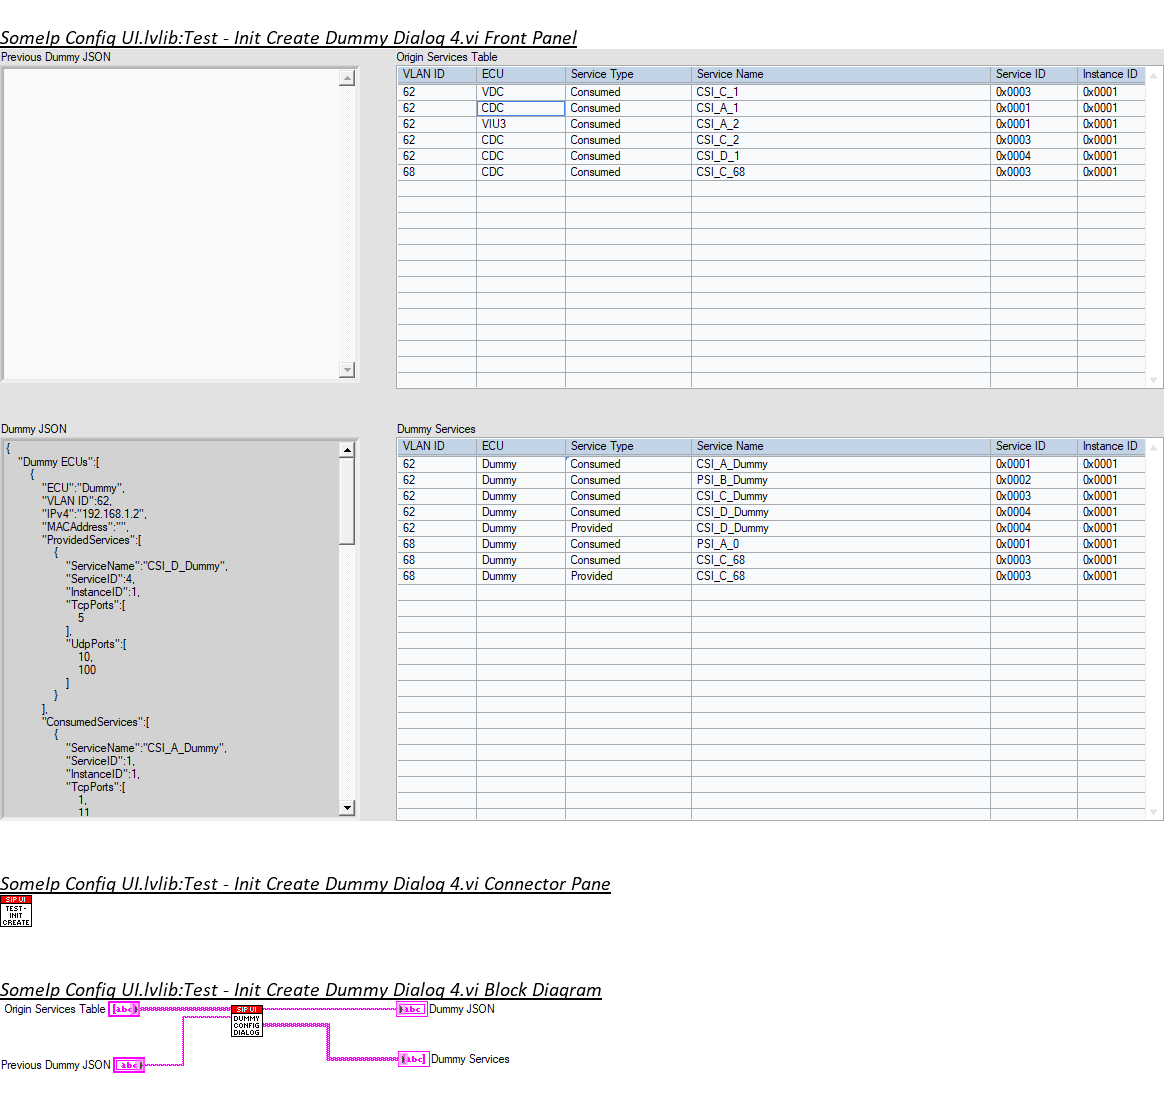 SomeIp Config UI.lvlib:Test - Init Create Dummy Dialog 4.vi Front Panel
Previous Dummy JSON
Origin Services Table
VLAN ID ECU Service Type Service Name Service ID Instance ID
62 VDC Consumed CSI_C_1 0x0003 0x0001
62 CDC Consumed CSI_A_1 0x0001 0x0001
62 VIU3 Consumed CSI_A_2 0x0001 0x0001
62 CDC Consumed CSI_C_2 0x0003 0x0001
62 CDC Consumed CSI_D_1 0x0004 0x0001
68 CDC Consumed CSI_C_68 0x0003 0x0001
Dummy JSON
{
"Dummy ECUs":[
{
"ECU":"Dummy",
"VLAN ID":62,
"IPv4":"192.168.1.2",
"MACAddress":"",
"ProvidedServices":[
{
"ServiceName":"CSI_D_Dummy",
"ServiceID":4,
"InstanceID":1,
"TcpPorts":[
5
],
"UdpPorts":[
10,
100
]
}
],
"ConsumedServices":[
{
"ServiceName":"CSI_A_Dummy",
"ServiceID":1,
"InstanceID":1,
"TcpPorts":[
1,
11
Dummy Services
VLAN ID ECU Service Type Service Name Service ID Instance ID
62 Dummy Consumed CSI_A_Dummy 0x0001 0x0001
62 Dummy Consumed PSI_B_Dummy 0x0002 0x0001
62 Dummy Consumed CSI_C_Dummy 0x0003 0x0001
62 Dummy Consumed CSI_D_Dummy 0x0004 0x0001
62 Dummy Provided CSI_D_Dummy 0x0004 0x0001
68 Dummy Consumed PSI_A_0 0x0001 0x0001
68 Dummy Consumed CSI_C_68 0x0003 0x0001
68 Dummy Provided CSI_C_68 0x0003 0x0001
SomeIp Config UI.lvlib:Test - Init Create Dummy Dialog 4.vi Connector Pane
SIP UI
TEST-
INIT
CREATE
SomeIp Config UI.lvlib:Test - Init Create Dummy Dialog 4.vi Block Diagram
Origin Services Table [abc]
SIP UI
DUMMY
CONFIG
DIALOG
abc Dummy JSON
Previous Dummy JSON abc
[abc] Dummy Services